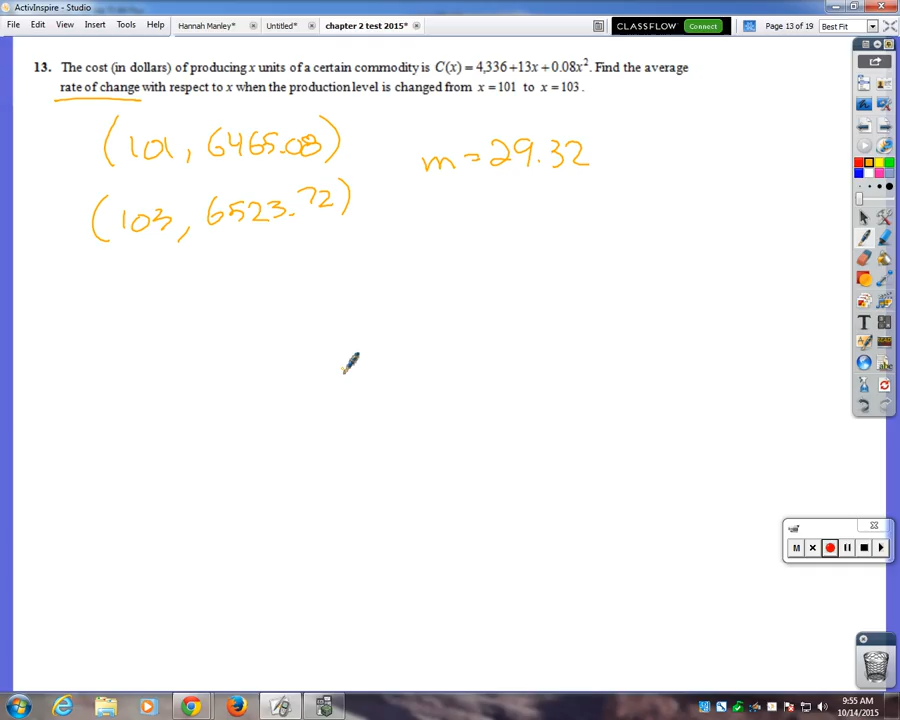 ActivInspire - Studio
File Edit View Insert Tools Help Hannah Manley* Untitled* chapter 2 test 2015* CLASSFLOW Connect Page 13 of 19 Best Fit
13. The cost (in dollars) of producing x units of a certain commodity is C(x) = 4,336 +13x + 0.08x². Find the average
rate of change with respect to x when the production level is changed from x = 101 to x = 103.
(101, 6465.08)
m = 29.32
(103, 6523.72)
T
abc
M
9:55 AM
10/14/2015